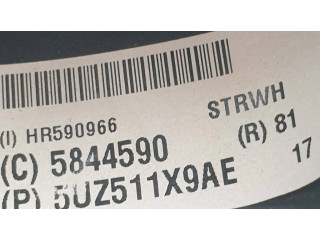 (I) HR590966
STRWH
(C) 5844590
(R) 81
(P) 5UZ511X9AE
17